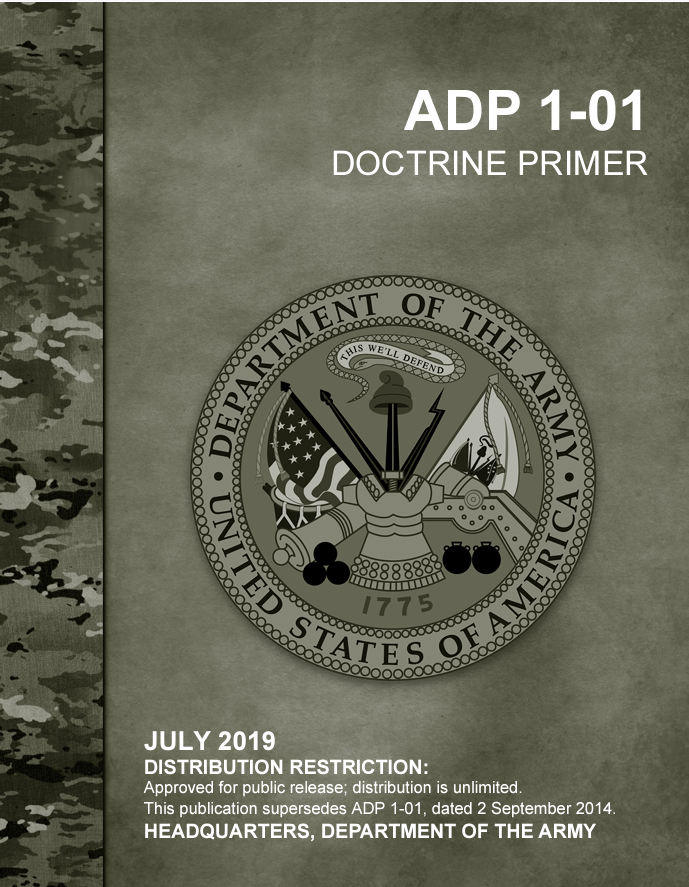 ADP 1-01
DOCTRINE PRIMER
DEPARTMENT OF THE ARMY
THIS WE'LL DEFEND
1775
UNITED STATES OF AMERICA
JULY 2019
DISTRIBUTION RESTRICTION:
Approved for public release; distribution is unlimited.
This publication supersedes ADP 1-01, dated 2 September 2014.
HEADQUARTERS, DEPARTMENT OF THE ARMY